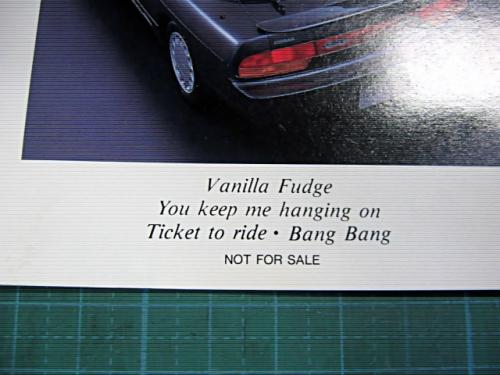 Vanilla Fudge
You keep me hanging on
Ticket to ride • Bang Bang
NOT FOR SALE